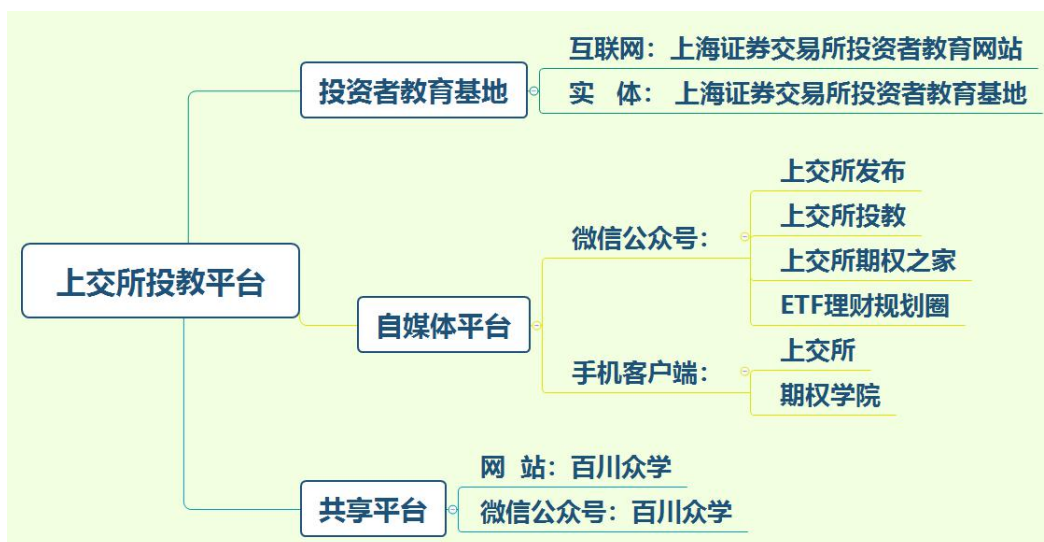 上交所投教平台
投资者教育基地
互联网：上海证券交易所投资者教育网站
实 体： 上海证券交易所投资者教育基地
自媒体平台
微信公众号：
上交所发布
上交所投教
上交所期权之家
ETF理财规划圈
手机客户端：
上交所
期权学院
共享平台
网 站：百川众学
微信公众号：百川众学